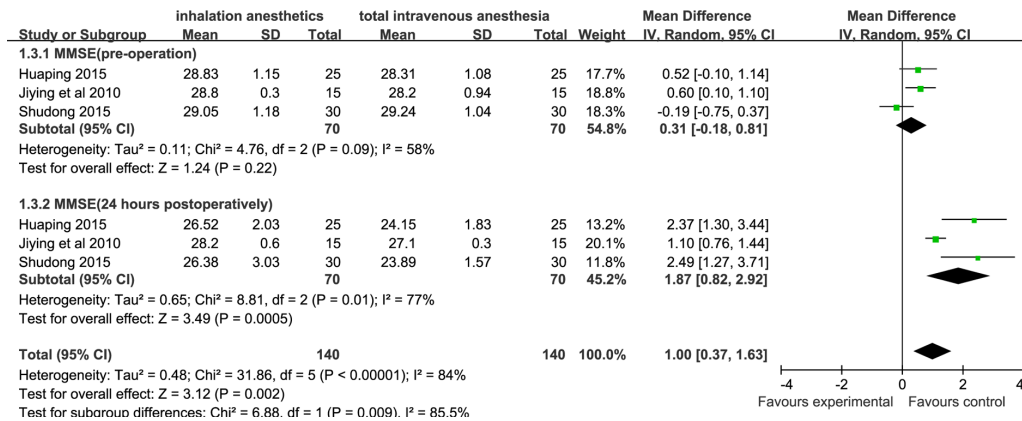 inhalation anesthetics total intravenous anesthesia Mean Difference Mean Difference
Study or Subgroup Mean SD Total Mean SD Total Weight IV, Random, 95% CI IV, Random, 95% CI
1.3.1 MMSE(pre-operation)
Huaping 2015 28.83 1.15 25 28.31 1.08 25 17.7% 0.52 [-0.10, 1.14]
Jiying et al 2010 28.8 0.3 15 28.2 0.94 15 18.8% 0.60 [0.10, 1.10]
Shudong 2015 29.05 1.18 30 29.24 1.04 30 18.3% -0.19 [-0.75, 0.37]
Subtotal (95% CI) 70 70 54.8% 0.31 [-0.18, 0.81]
Heterogeneity: Tau² = 0.11; Chi² = 4.76, df = 2 (P = 0.09); I² = 58%
Test for overall effect: Z = 1.24 (P = 0.22)
1.3.2 MMSE(24 hours postoperatively)
Huaping 2015 26.52 2.03 25 24.15 1.83 25 13.2% 2.37 [1.30, 3.44]
Jiying et al 2010 28.2 0.6 15 27.1 0.3 15 20.1% 1.10 [0.76, 1.44]
Shudong 2015 26.38 3.03 30 23.89 1.57 30 11.8% 2.49 [1.27, 3.71]
Subtotal (95% CI) 70 70 45.2% 1.87 [0.82, 2.92]
Heterogeneity: Tau² = 0.65; Chi² = 8.81, df = 2 (P = 0.01); I² = 77%
Test for overall effect: Z = 3.49 (P = 0.0005)
Total (95% CI) 140 140 100.0% 1.00 [0.37, 1.63]
Heterogeneity: Tau² = 0.48; Chi² = 31.86, df = 5 (P < 0.00001); I² = 84%
Test for overall effect: Z = 3.12 (P = 0.002)
Test for subgroup differences: Chi² = 6.88, df = 1 (P = 0.009), I² = 85.5%
-4 -2 0 2 4
Favours experimental Favours control